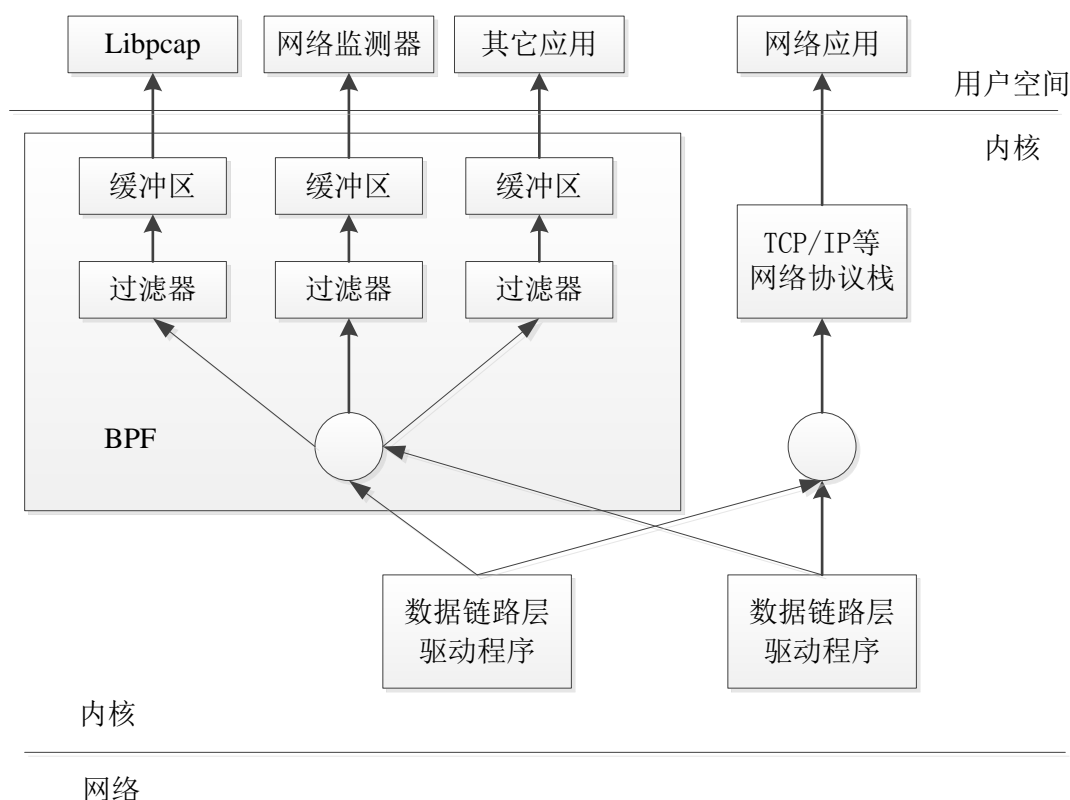 Libpcap
网络监测器
其它应用
网络应用
用户空间
内核
缓冲区
缓冲区
缓冲区
TCP/IP等
网络协议栈
过滤器
过滤器
过滤器
BPF
数据链路层
驱动程序
数据链路层
驱动程序
内核
网络